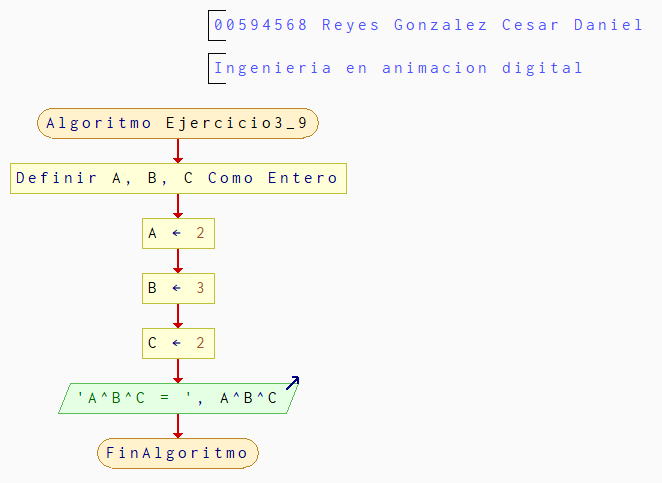 00594568 Reyes Gonzalez Cesar Daniel
Ingenieria en animacion digital
Algoritmo Ejercicio3_9
Definir A, B, C Como Entero
A ← 2
B ← 3
C ← 2
'A^B^C = ', A^B^C
FinAlgoritmo